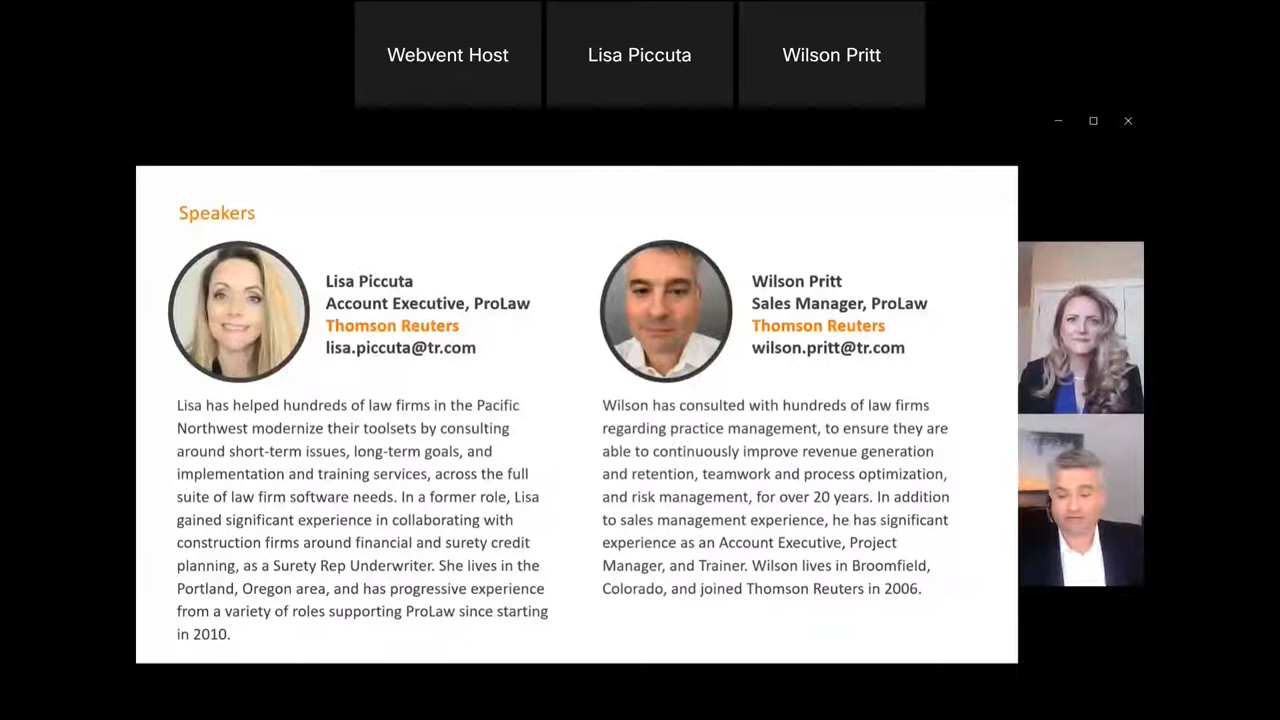 Webvent Host
Lisa Piccuta
Wilson Pritt
Speakers
Lisa Piccuta
Account Executive, ProLaw
Thomson Reuters
lisa.piccuta@tr.com
Lisa has helped hundreds of law firms in the Pacific
Northwest modernize their toolsets by consulting
around short-term issues, long-term goals, and
implementation and training services, across the full
suite of law firm software needs. In a former role, Lisa
gained significant experience in collaborating with
construction firms around financial and surety credit
planning, as a Surety Rep Underwriter. She lives in the
Portland, Oregon area, and has progressive experience
from a variety of roles supporting ProLaw since starting
in 2010.
Wilson Pritt
Sales Manager, ProLaw
Thomson Reuters
wilson.pritt@tr.com
Wilson has consulted with hundreds of law firms
regarding practice management, to ensure they are
able to continuously improve revenue generation
and retention, teamwork and process optimization,
and risk management, for over 20 years. In addition
to sales management experience, he has significant
experience as an Account Executive, Project
Manager, and Trainer. Wilson lives in Broomfield,
Colorado, and joined Thomson Reuters in 2006.